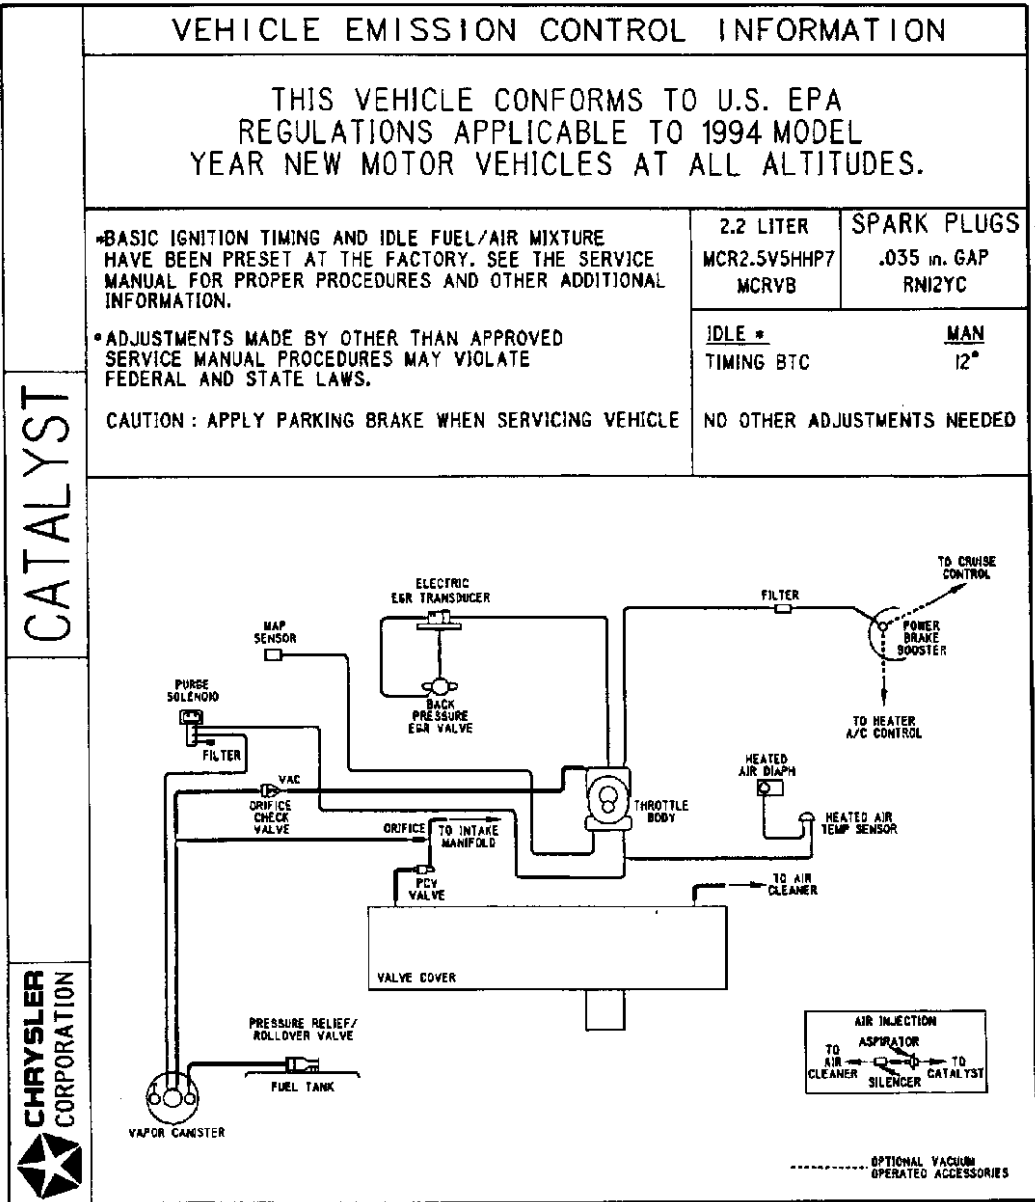 VEHICLE EMISSION CONTROL INFORMATION
THIS VEHICLE CONFORMS TO U.S. EPA
REGULATIONS APPLICABLE TO 1994 MODEL
YEAR NEW MOTOR VEHICLES AT ALL ALTITUDES.
*BASIC IGNITION TIMING AND IDLE FUEL/AIR MIXTURE
HAVE BEEN PRESET AT THE FACTORY. SEE THE SERVICE
MANUAL FOR PROPER PROCEDURES AND OTHER ADDITIONAL
INFORMATION.
•ADJUSTMENTS MADE BY OTHER THAN APPROVED
SERVICE MANUAL PROCEDURES MAY VIOLATE
FEDERAL AND STATE LAWS.
CAUTION : APPLY PARKING BRAKE WHEN SERVICING VEHICLE
2.2 LITER
MCR2.5V5HHP7
MCRVB
SPARK PLUGS
.035 in. GAP
RN12YC
IDLE * MAN
TIMING BTC 12°
NO OTHER ADJUSTMENTS NEEDED
CATALYST
CHRYSLER
CORPORATION
TO CRUISE
CONTROL
ELECTRIC
EGR TRANSDUCER
FILTER
MAP
SENSOR
POWER
BRAKE
BOOSTER
PURGE
SOLENOID
BACK
PRESSURE
EGR VALVE
TO HEATER
A/C CONTROL
FILTER
HEATED
AIR DIAPH
VAC
ORIFICE
CHECK
VALVE
THROTTLE
BODY
ORIFICE
TO INTAKE
MANIFOLD
HEATED AIR
TEMP SENSOR
PCV
VALVE
TO AIR
CLEANER
VALVE COVER
PRESSURE RELIEF/
ROLLOVER VALVE
FUEL TANK
VAPOR CANISTER
AIR INJECTION
ASPIRATOR
TO
AIR
CLEANER
SILENCER
TO
CATALYST
OPTIONAL VACUUM
OPERATED ACCESSORIES